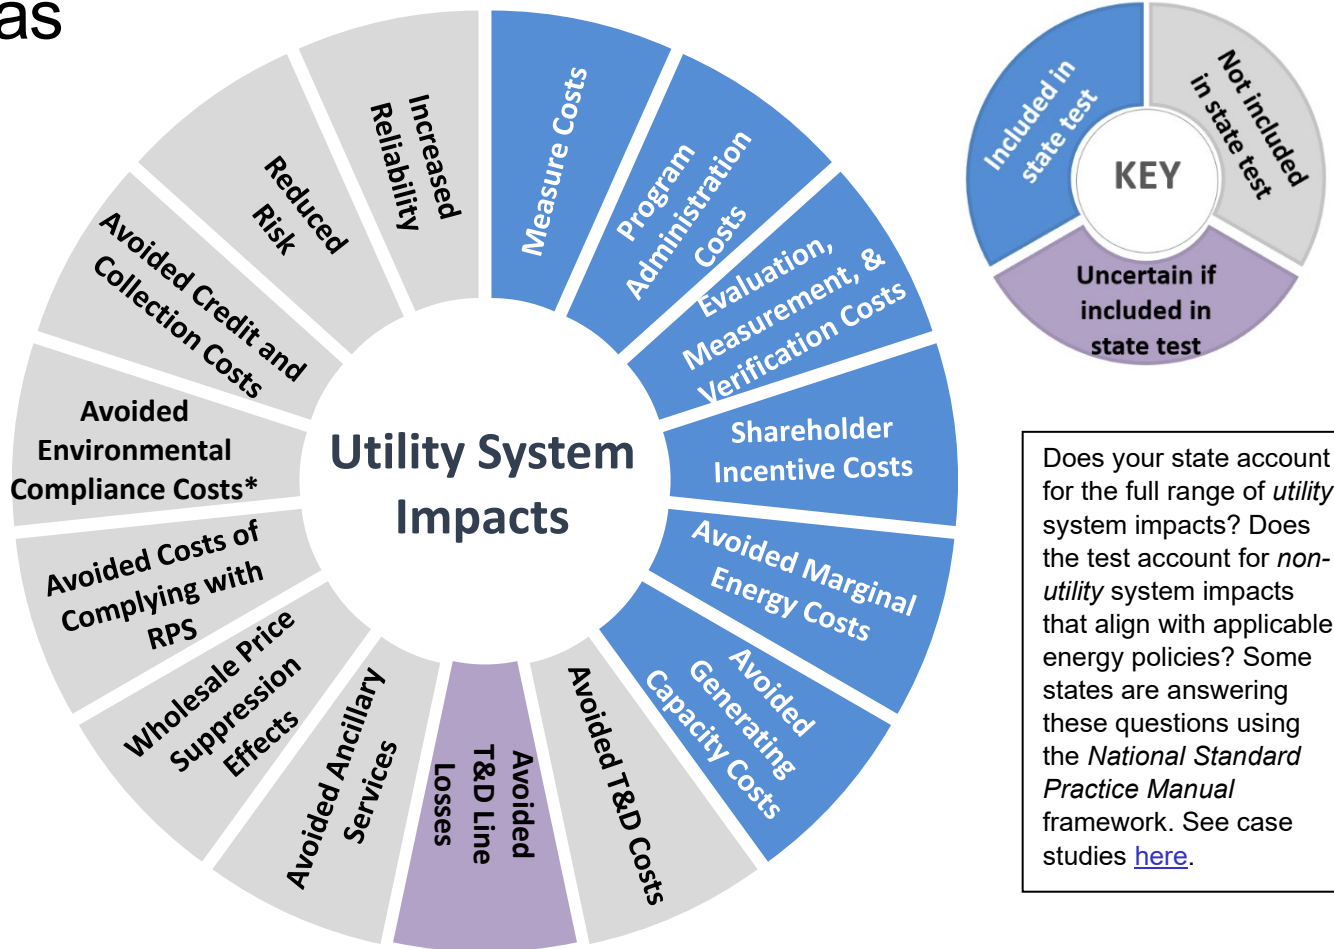 as
Measure Costs
Program
Administration
Costs
Evaluation,
Measurement, &
Verification Costs
Shareholder
Incentive Costs
Avoided Marginal
Energy Costs
Avoided
Generating
Capacity Costs
Avoided T&D Costs
Avoided
T&D Line
Losses
Avoided Ancillary
Services
Wholesale Price
Suppression
Effects
Avoided Costs of
Complying with
RPS
Avoided
Environmental
Compliance Costs*
Avoided Credit and
Collection Costs
Reduced
Risk
Increased
Reliability
Utility System
Impacts
Included in
state test
Not included
in state test
KEY
Uncertain if
included in
state test
Does your state account
for the full range of utility
system impacts? Does
the test account for non-
utility system impacts
that align with applicable
energy policies? Some
states are answering
these questions using
the National Standard
Practice Manual
framework. See case
studies here.